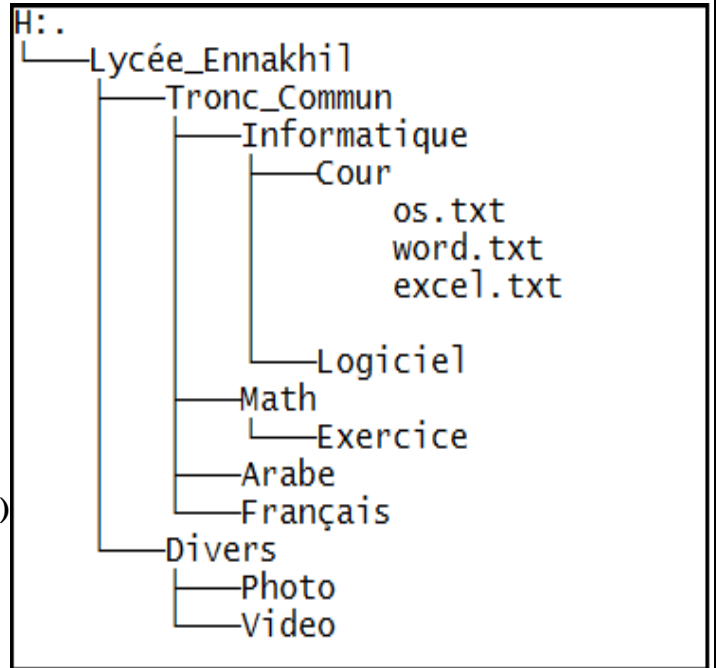 H:.
└───Lycée_Ennakhil
    ├───Tronc_Commun
    │   ├───Informatique
    │   │   ├───Cour
    │   │   │       os.txt
    │   │   │       word.txt
    │   │   │       excel.txt
    │   │   │
    │   │   └───Logiciel
    │   ├───Math
    │   │   └───Exercice
    │   ├───Arabe
)   │   └───Français
    └───Divers
        ├───Photo
        └───Video